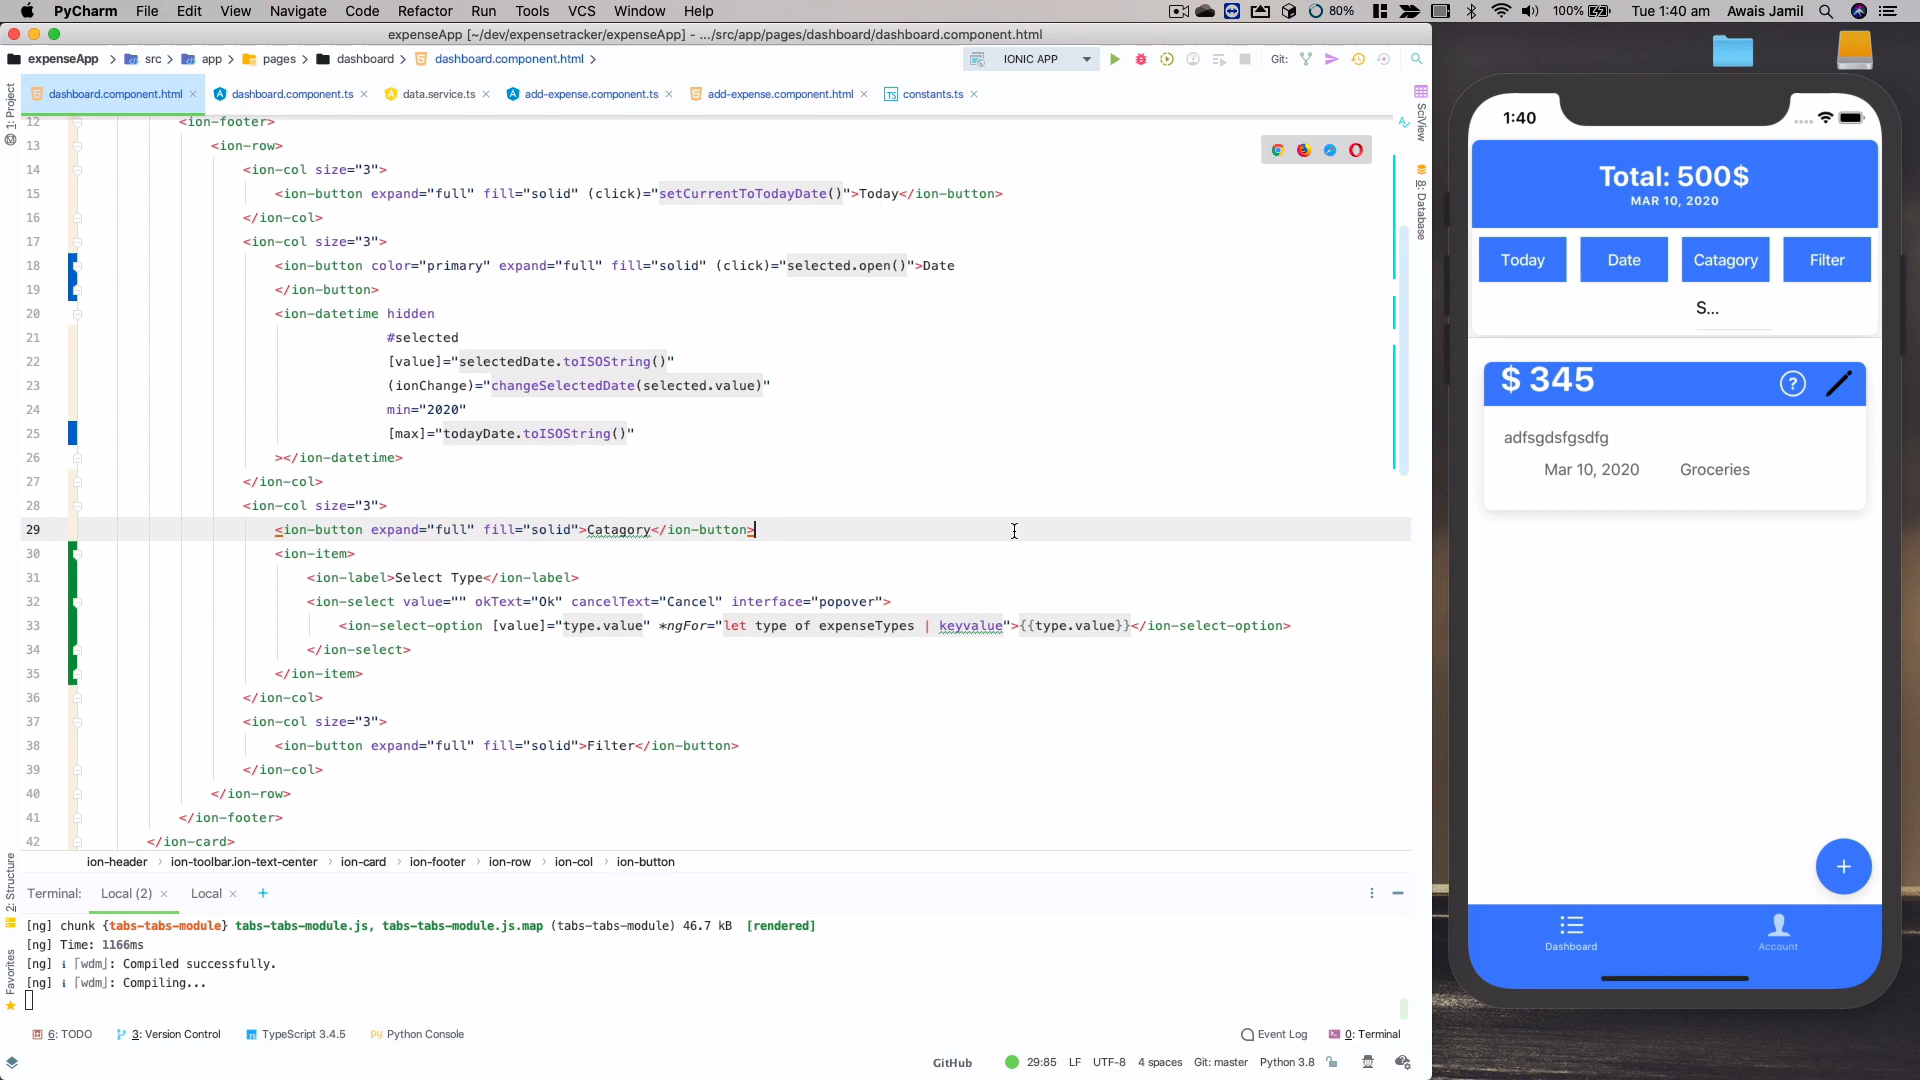 PyCharm File Edit View Navigate Code Refactor Run Tools VCS Window Help 80% 100% Tue 1:40 am Awais Jamil
expenseApp [~/dev/expensetracker/expenseApp] - .../src/app/pages/dashboard/dashboard.component.html
expenseApp src app pages dashboard dashboard.component.html IONIC APP Git:
dashboard.component.html dashboard.component.ts data.service.ts add-expense.component.ts add-expense.component.html constants.ts
1: Project
SciView
8: Database
12 <ion-footer>
13 <ion-row>
14 <ion-col size="3">
15 <ion-button expand="full" fill="solid" (click)="setCurrentToTodayDate()">Today</ion-button>
16 </ion-col>
17 <ion-col size="3">
18 <ion-button color="primary" expand="full" fill="solid" (click)="selected.open()">Date
19 </ion-button>
20 <ion-datetime hidden
21 #selected
22 [value]="selectedDate.toISOString()"
23 (ionChange)="changeSelectedDate(selected.value)"
24 min="2020"
25 [max]="todayDate.toISOString()"
26 ></ion-datetime>
27 </ion-col>
28 <ion-col size="3">
29 <ion-button expand="full" fill="solid">Catagory</ion-button>
30 <ion-item>
31 <ion-label>Select Type</ion-label>
32 <ion-select value="" okText="Ok" cancelText="Cancel" interface="popover">
33 <ion-select-option [value]="type.value" *ngFor="let type of expenseTypes | keyvalue">{{type.value}}</ion-select-option>
34 </ion-select>
35 </ion-item>
36 </ion-col>
37 <ion-col size="3">
38 <ion-button expand="full" fill="solid">Filter</ion-button>
39 </ion-col>
40 </ion-row>
41 </ion-footer>
42 </ion-card>
ion-header ion-toolbar.ion-text-center ion-card ion-footer ion-row ion-col ion-button
2: Structure
Favorites
Terminal: Local (2) Local
[ng] chunk {tabs-tabs-module} tabs-tabs-module.js, tabs-tabs-module.js.map (tabs-tabs-module) 46.7 kB [rendered]
[ng] Time: 1166ms
[ng] ℹ ｢wdm｣: Compiled successfully.
[ng] ℹ ｢wdm｣: Compiling...
6: TODO 3: Version Control TypeScript 3.4.5 Python Console Event Log 0: Terminal
GitHub 29:85 LF UTF-8 4 spaces Git: master Python 3.8
1:40
Total: 500$
MAR 10, 2020
Today Date Catagory Filter
S...
$ 345
adfsgdsfgsdfg
Mar 10, 2020 Groceries
Dashboard Account